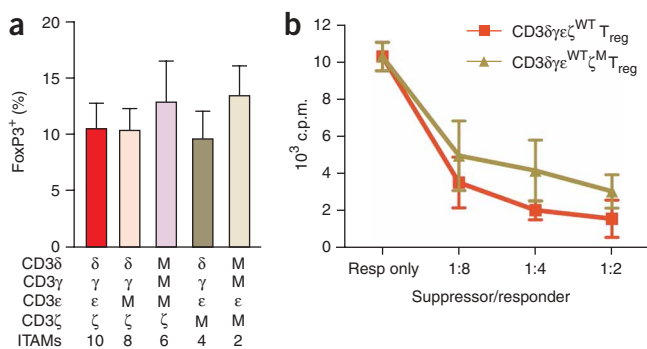 a
FoxP3+ (%)
20
15
10
5
0
CD3δ δ δ M δ M
CD3γ γ γ M γ M
CD3ε ε M M ε ε
CD3ζ ζ ζ ζ M M
ITAMs 10 8 6 4 2
b
CD3δγεζWT Treg
CD3δγεWTζM Treg
10³ c.p.m.
12
10
8
6
4
2
0
Resp only 1:8 1:4 1:2
Suppressor/responder